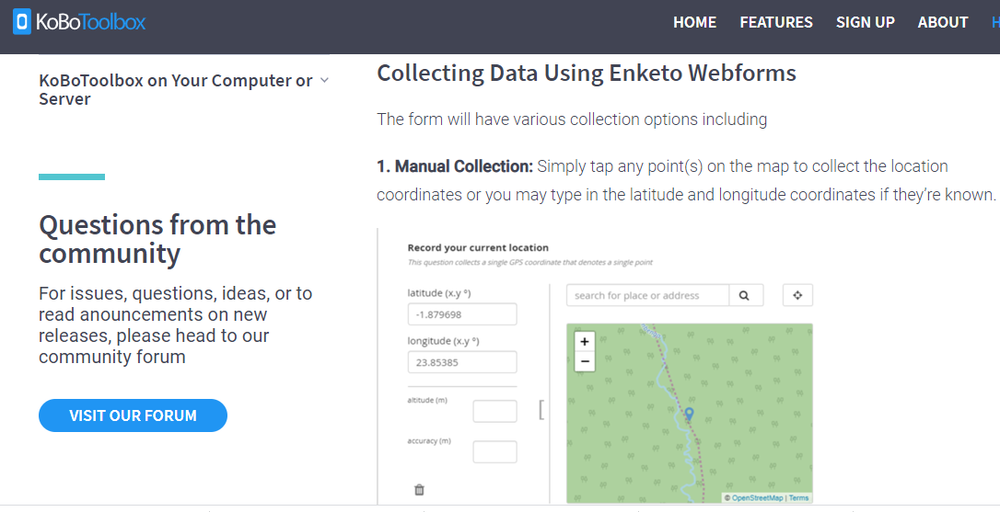 KoBoToolbox
HOME FEATURES SIGN UP ABOUT H
KoBoToolbox on Your Computer or
Server
Questions from the
community
For issues, questions, ideas, or to
read anouncements on new
releases, please head to our
community forum
VISIT OUR FORUM
Collecting Data Using Enketo Webforms
The form will have various collection options including
1. Manual Collection: Simply tap any point(s) on the map to collect the location
coordinates or you may type in the latitude and longitude coordinates if they're known.
Record your current location
This question collects a single GPS coordinate that denotes a single point
latitude (x.y °)
-1.879698
longitude (x.y °)
23.85385
altitude (m)
accuracy (m)
search for place or address
+
−
© OpenStreetMap | Terms